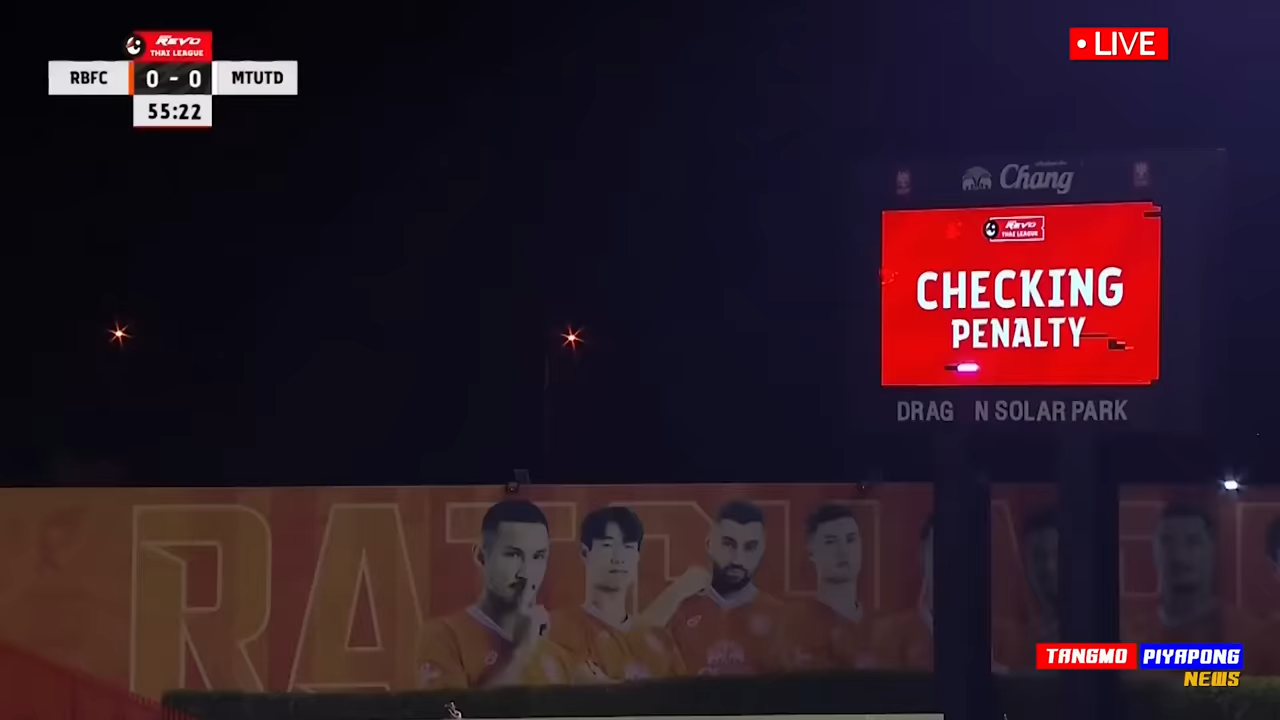 REVO
THAI LEAGUE
RBFC 0 - 0 MTUTD
55:22
• LIVE
Chang
REVO
THAI LEAGUE
CHECKING
PENALTY
DRAG N SOLAR PARK
RATCH
TANGMO PIYAPONG
NEWS